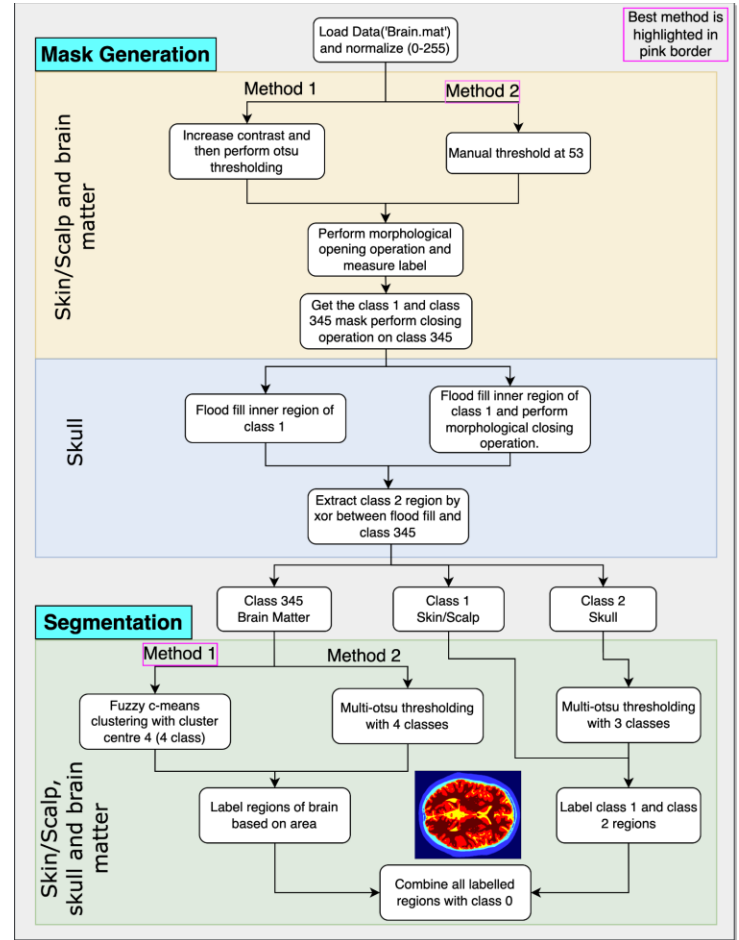 Load Data('Brain.mat')
and normalize (0-255)
Best method is
highlighted in
pink border
Mask Generation
Skin/Scalp and brain
matter
Method 1
Method 2
Increase contrast and
then perform otsu
thresholding
Manual threshold at 53
Perform morphological
opening operation and
measure label
Get the class 1 and class
345 mask perform closing
operation on class 345
Skull
Flood fill inner region of
class 1
Flood fill inner region of
class 1 and perform
morphological closing
operation.
Extract class 2 region by
xor between flood fill and
class 345
Class 345
Brain Matter
Class 1
Skin/Scalp
Class 2
Skull
Segmentation
Skin/Scalp,
skull and brain
matter
Method 1
Method 2
Fuzzy c-means
clustering with cluster
centre 4 (4 class)
Multi-otsu thresholding
with 4 classes
Multi-otsu thresholding
with 3 classes
Label regions of brain
based on area
Label class 1 and class
2 regions
Combine all labelled
regions with class 0